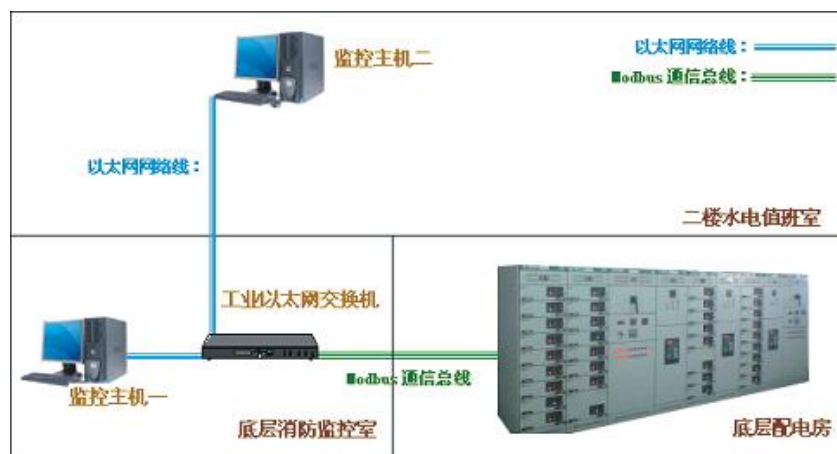 监控主机二
以太网网络线：
Modbus 通信总线：
以太网网络线：
二楼水电值班室
工业以太网交换机
Modbus 通信总线
监控主机一
底层消防监控室
底层配电房